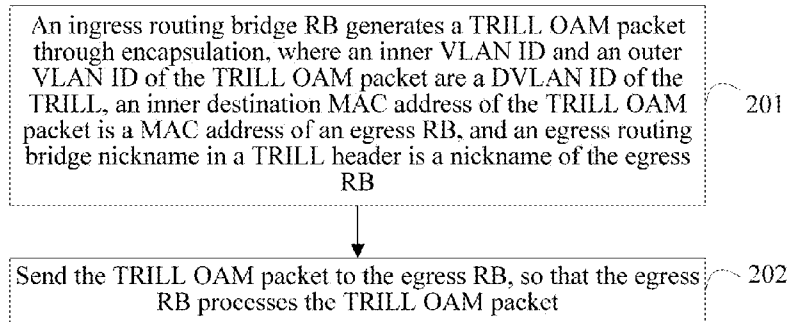 An ingress routing bridge RB generates a TRILL OAM packet
through encapsulation, where an inner VLAN ID and an outer
VLAN ID of the TRILL OAM packet are a DVLAN ID of the
TRILL, an inner destination MAC address of the TRILL OAM
packet is a MAC address of an egress RB, and an egress routing
bridge nickname in a TRILL header is a nickname of the egress
RB
201
Send the TRILL OAM packet to the egress RB, so that the egress
RB processes the TRILL OAM packet
202